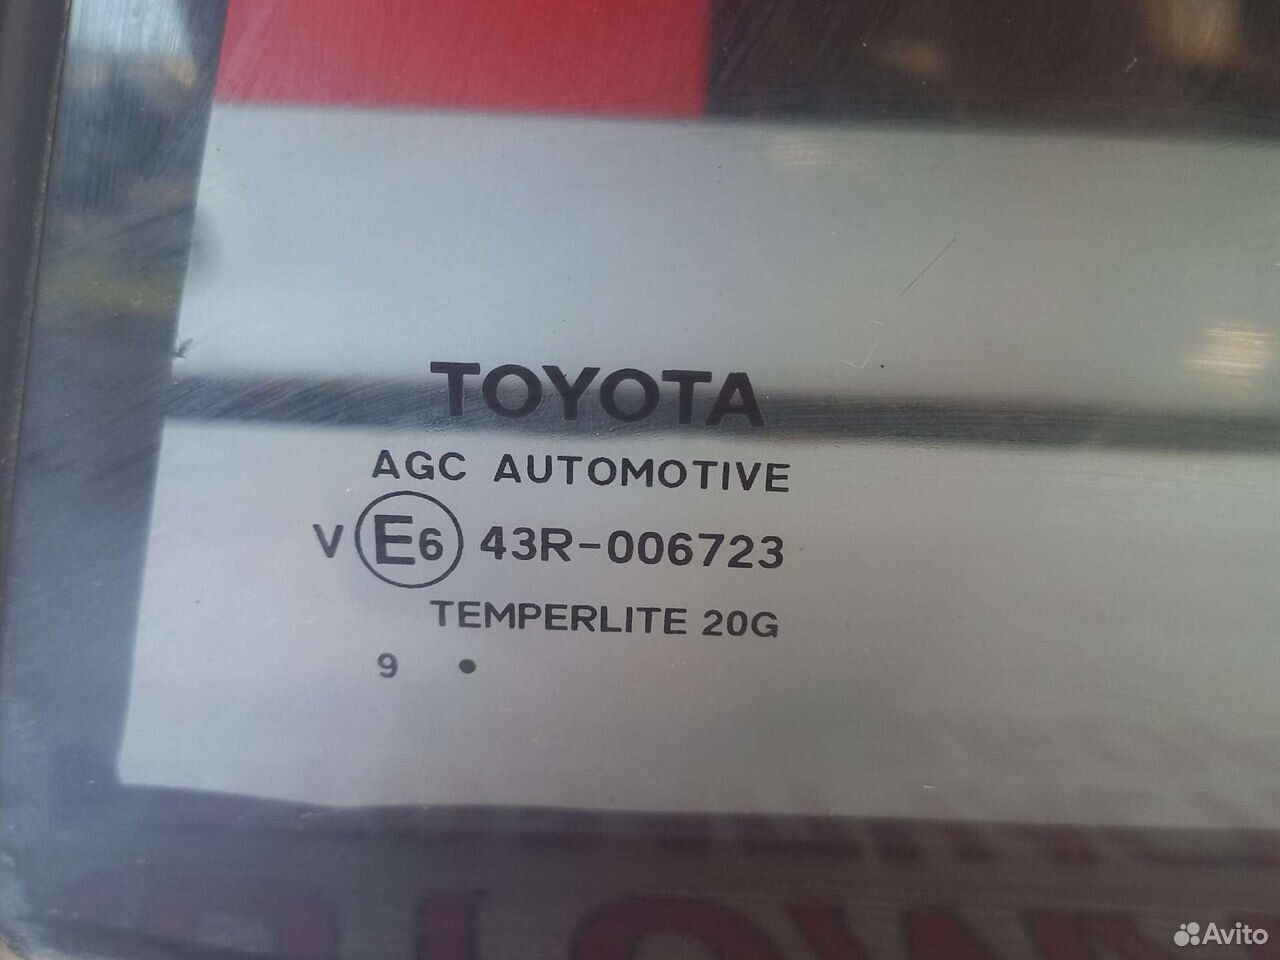 TOYOTA
AGC AUTOMOTIVE
V E6 43R-006723
TEMPERLITE 20G
9 •
Avito